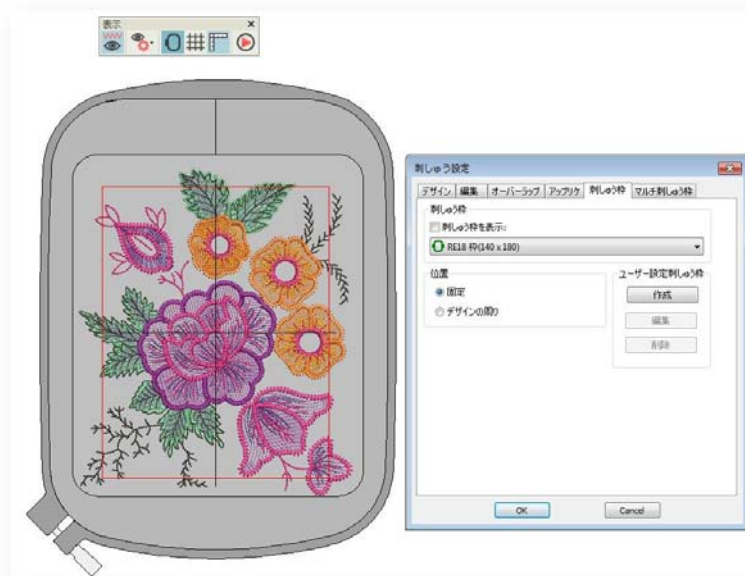 表示
刺しゅう設定
デザイン 編集 オーバーラップ アップリケ 刺しゅう枠 マルチ刺しゅう枠
刺しゅう枠
刺しゅう枠を表示:
RE18 枠(140 x 180)
位置
固定
デザインの周り
ユーザー設定刺しゅう枠
作成
編集
削除
OK
Cancel